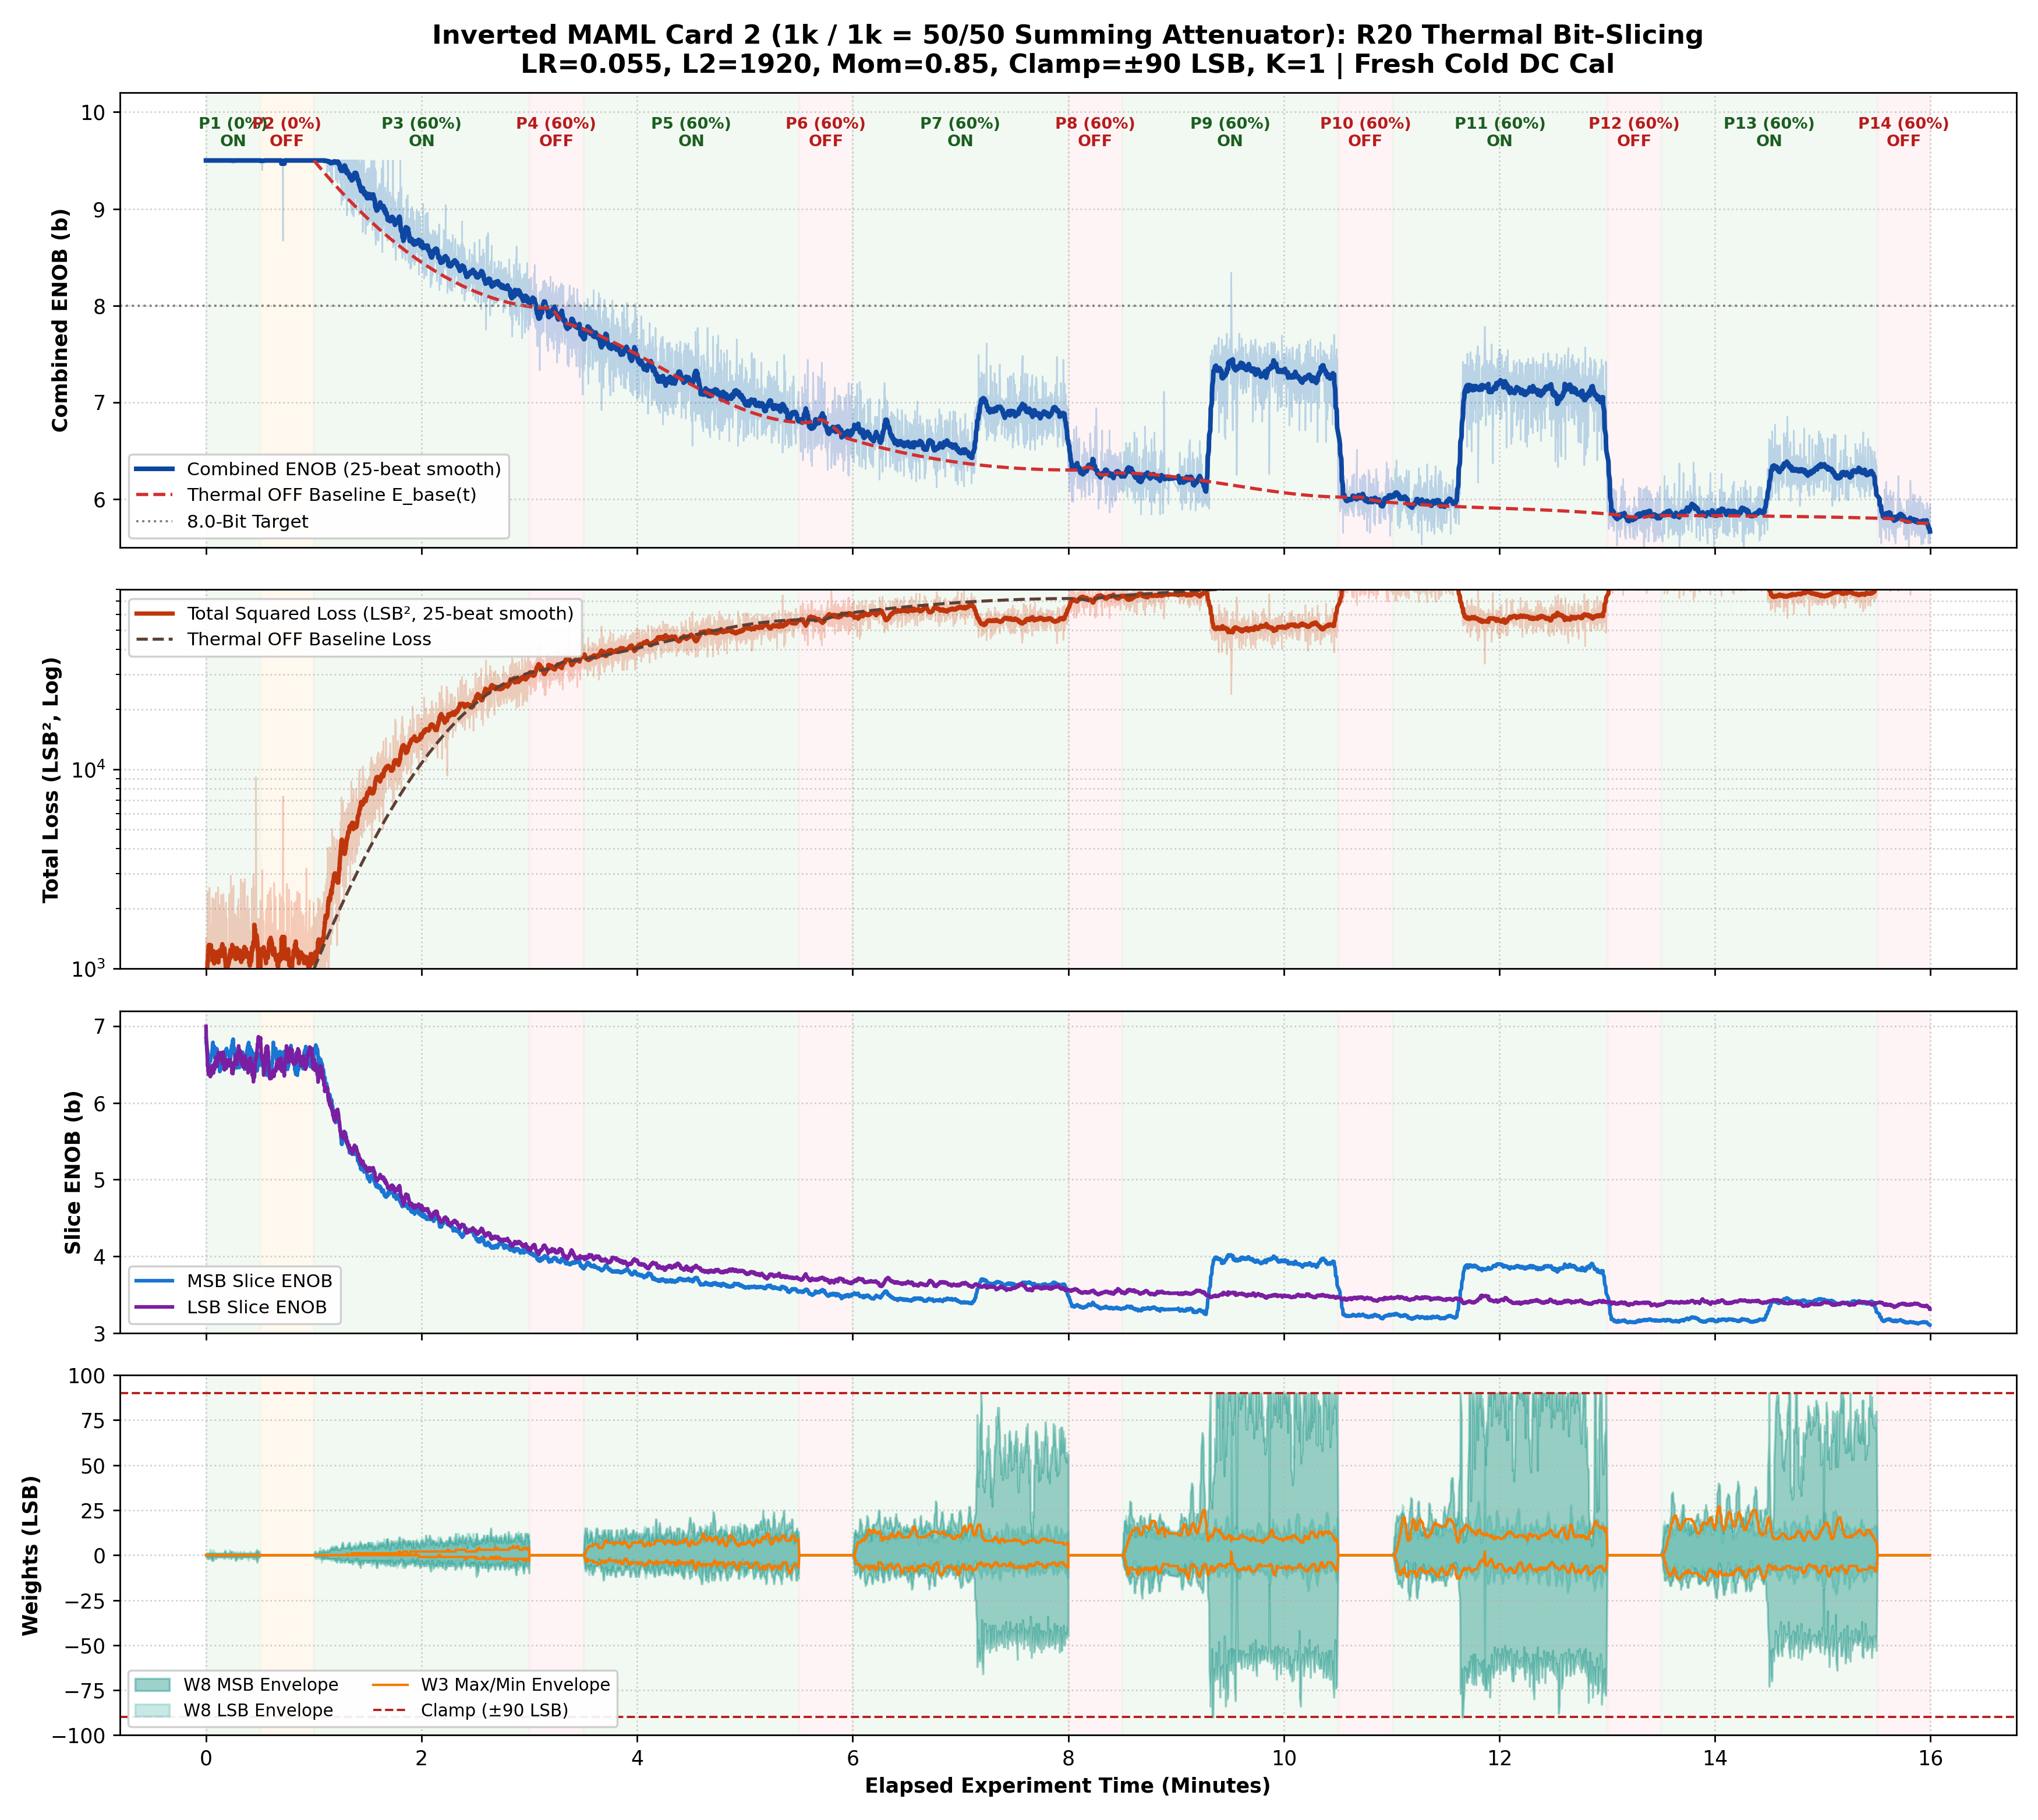 Inverted MAML Card 2 (1k / 1k = 50/50 Summing Attenuator): R20 Thermal Bit-Slicing
LR=0.055, L2=1920, Mom=0.85, Clamp=±90 LSB, K=1 | Fresh Cold DC Cal
Combined ENOB (b)
10
9
8
7
6
P1 (0%)
ON
P2 (0%)
OFF
P3 (60%)
ON
P4 (60%)
OFF
P5 (60%)
ON
P6 (60%)
OFF
P7 (60%)
ON
P8 (60%)
OFF
P9 (60%)
ON
P10 (60%)
OFF
P11 (60%)
ON
P12 (60%)
OFF
P13 (60%)
ON
P14 (60%)
OFF
Combined ENOB (25-beat smooth)
Thermal OFF Baseline E_base(t)
8.0-Bit Target
Total Loss (LSB², Log)
10⁴
10³
Total Squared Loss (LSB², 25-beat smooth)
Thermal OFF Baseline Loss
Slice ENOB (b)
7
6
5
4
3
MSB Slice ENOB
LSB Slice ENOB
Weights (LSB)
100
75
50
25
0
−25
−50
−75
−100
W8 MSB Envelope
W8 LSB Envelope
W3 Max/Min Envelope
Clamp (±90 LSB)
0 2 4 6 8 10 12 14 16
Elapsed Experiment Time (Minutes)